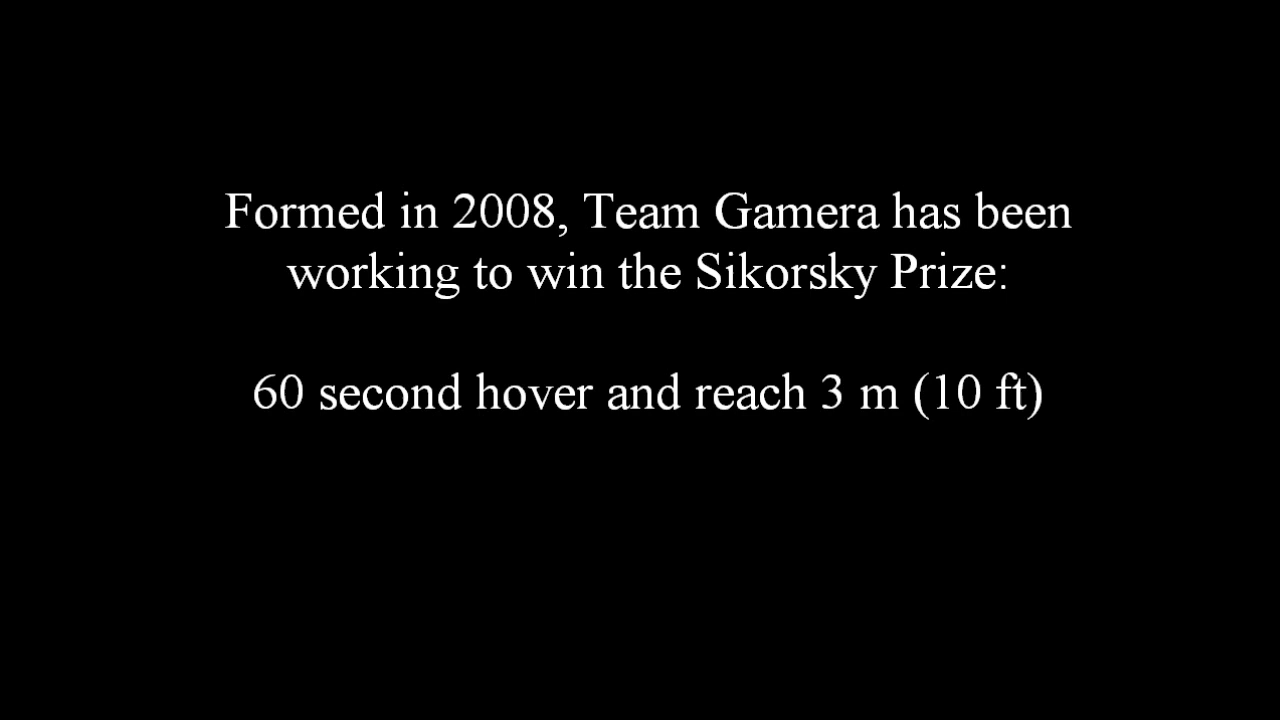 Formed in 2008, Team Gamera has been
working to win the Sikorsky Prize:
60 second hover and reach 3 m (10 ft)